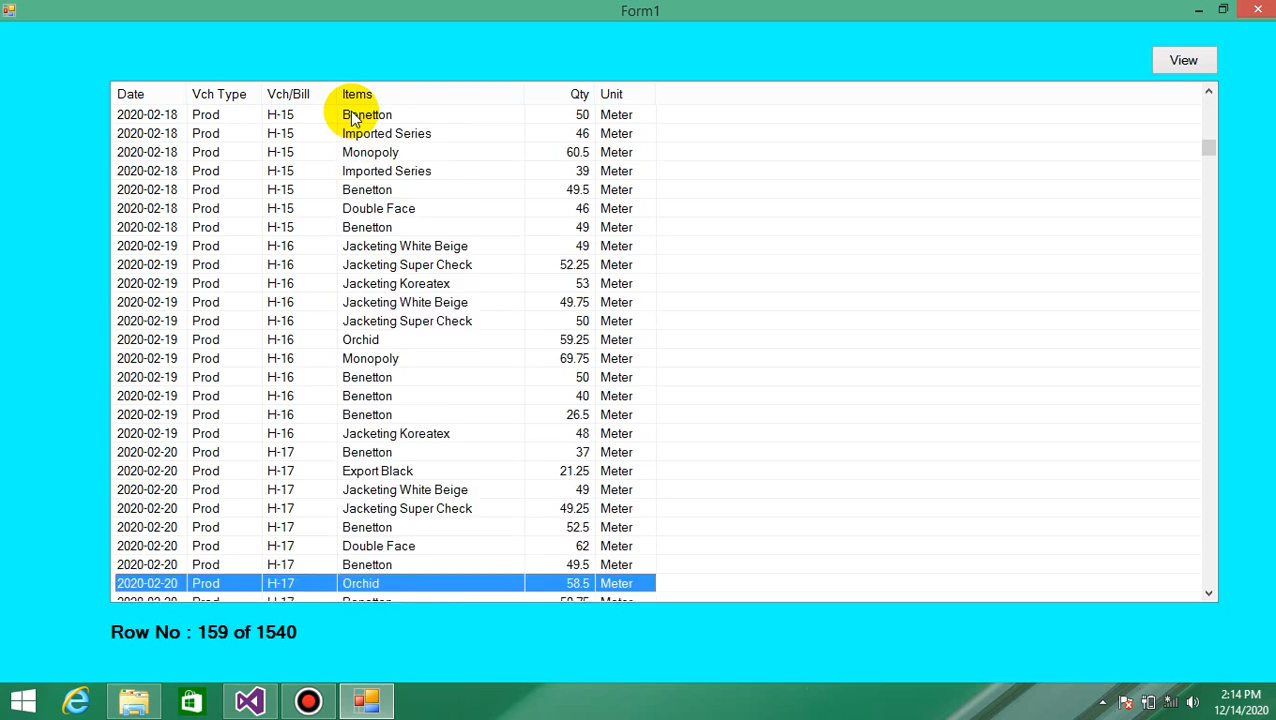 Form1
View
Date Vch Type Vch/Bill Items Qty Unit
2020-02-18 Prod H-15 Benetton 50 Meter
2020-02-18 Prod H-15 Imported Series 46 Meter
2020-02-18 Prod H-15 Monopoly 60.5 Meter
2020-02-18 Prod H-15 Imported Series 39 Meter
2020-02-18 Prod H-15 Benetton 49.5 Meter
2020-02-18 Prod H-15 Double Face 46 Meter
2020-02-18 Prod H-15 Benetton 49 Meter
2020-02-19 Prod H-16 Jacketing White Beige 49 Meter
2020-02-19 Prod H-16 Jacketing Super Check 52.25 Meter
2020-02-19 Prod H-16 Jacketing Koreatex 53 Meter
2020-02-19 Prod H-16 Jacketing White Beige 49.75 Meter
2020-02-19 Prod H-16 Jacketing Super Check 50 Meter
2020-02-19 Prod H-16 Orchid 59.25 Meter
2020-02-19 Prod H-16 Monopoly 69.75 Meter
2020-02-19 Prod H-16 Benetton 50 Meter
2020-02-19 Prod H-16 Benetton 40 Meter
2020-02-19 Prod H-16 Benetton 26.5 Meter
2020-02-19 Prod H-16 Jacketing Koreatex 48 Meter
2020-02-20 Prod H-17 Benetton 37 Meter
2020-02-20 Prod H-17 Export Black 21.25 Meter
2020-02-20 Prod H-17 Jacketing White Beige 49 Meter
2020-02-20 Prod H-17 Jacketing Super Check 49.25 Meter
2020-02-20 Prod H-17 Benetton 52.5 Meter
2020-02-20 Prod H-17 Double Face 62 Meter
2020-02-20 Prod H-17 Benetton 49.5 Meter
2020-02-20 Prod H-17 Orchid 58.5 Meter
Row No : 159 of 1540
2:14 PM
12/14/2020